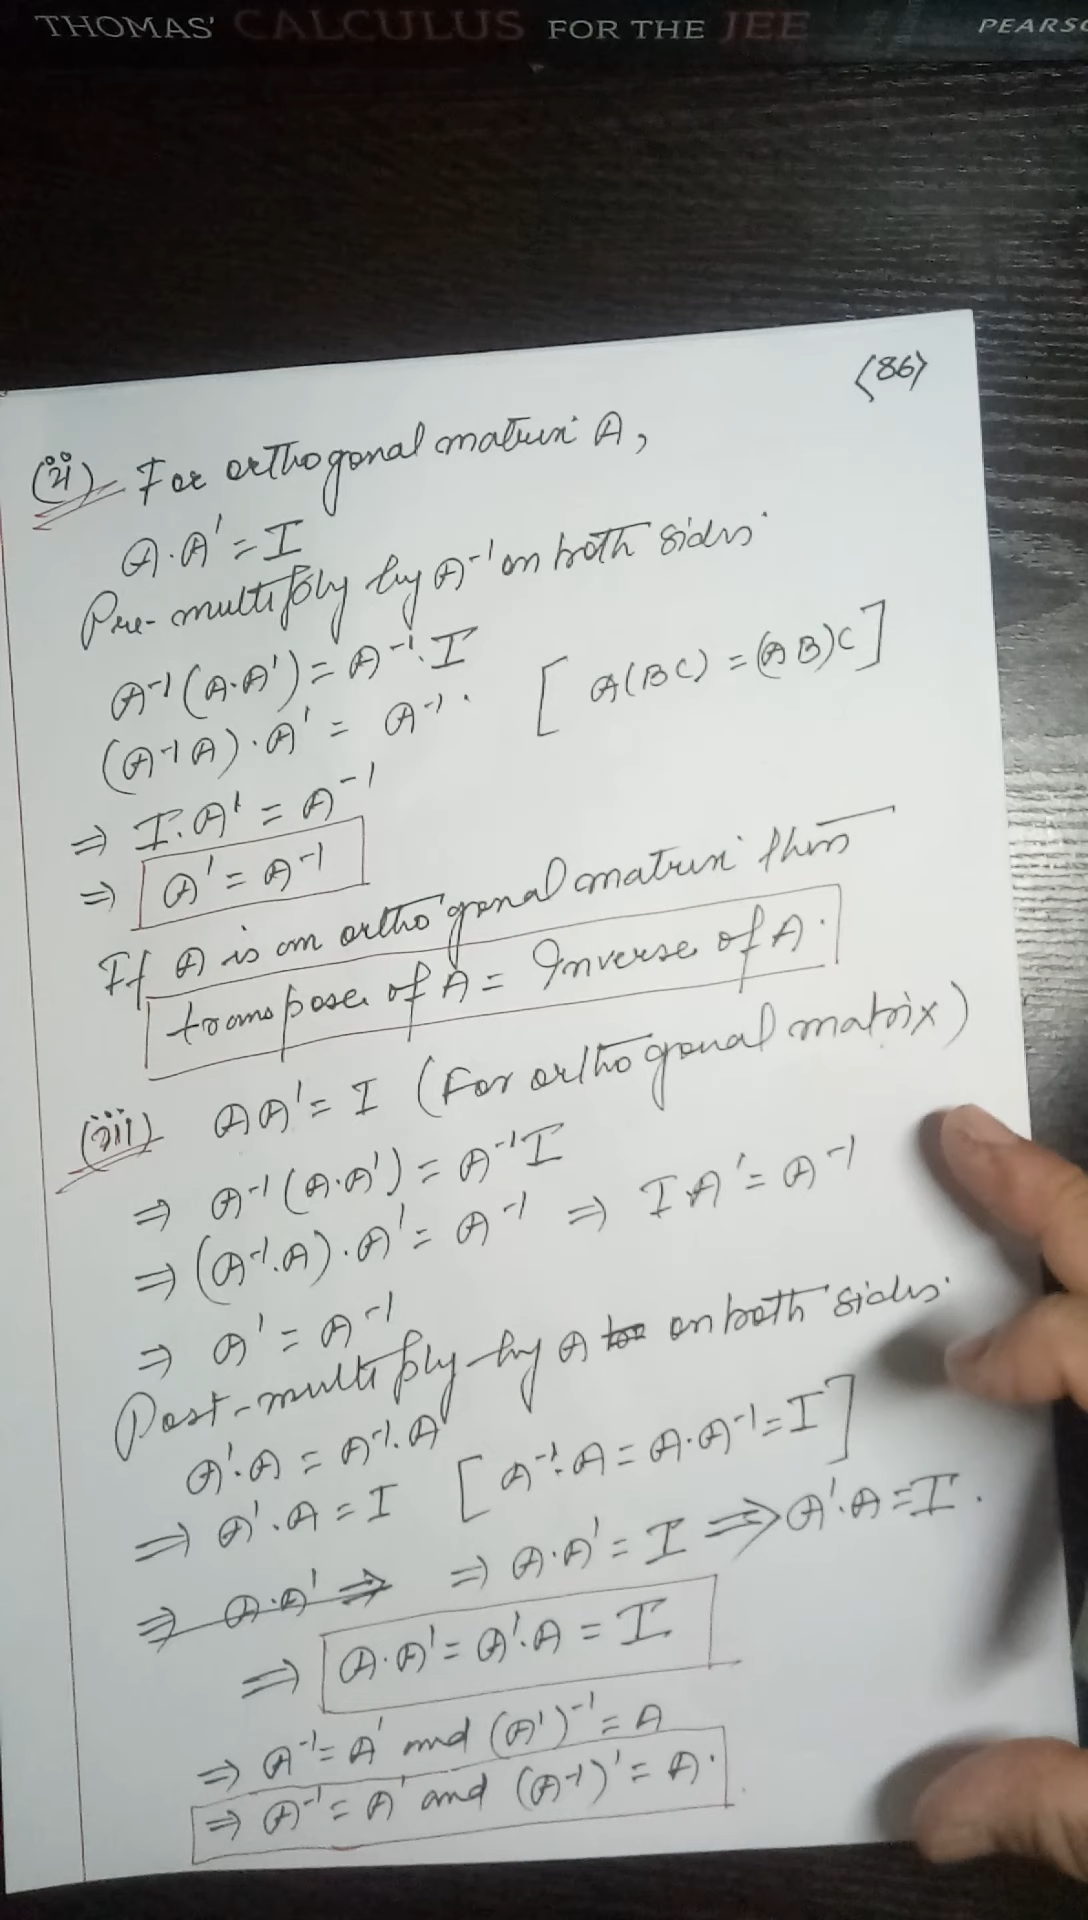 THOMAS' CALCULUS FOR THE JEE PEARSO
<86>
(ii) For orthogonal matrix A,
A·A' = I
Pre-multiply by A⁻¹ on both sides.
A⁻¹(A·A') = A⁻¹·I
(A⁻¹A)·A' = A⁻¹. [A(BC) = (AB)C]
⇒ I·A' = A⁻¹
⇒ A' = A⁻¹
If A is an orthogonal matrix then
transpose of A = Inverse of A.
(iii) AA' = I (For orthogonal matrix)
⇒ A⁻¹(A·A') = A⁻¹I
⇒ (A⁻¹·A)·A' = A⁻¹ ⇒ I·A' = A⁻¹
⇒ A' = A⁻¹
Post-multiply by A on both sides.
A'·A = A⁻¹·A
⇒ A'·A = I [A⁻¹·A = A·A⁻¹ = I]
⇒ A·A' ⇒ ⇒ A·A' = I ⇒ A'·A = I.
⇒ A·A' = A'·A = I
⇒ A⁻¹ = A' and (A')⁻¹ = A
⇒ A⁻¹ = A' and (A⁻¹)' = A.